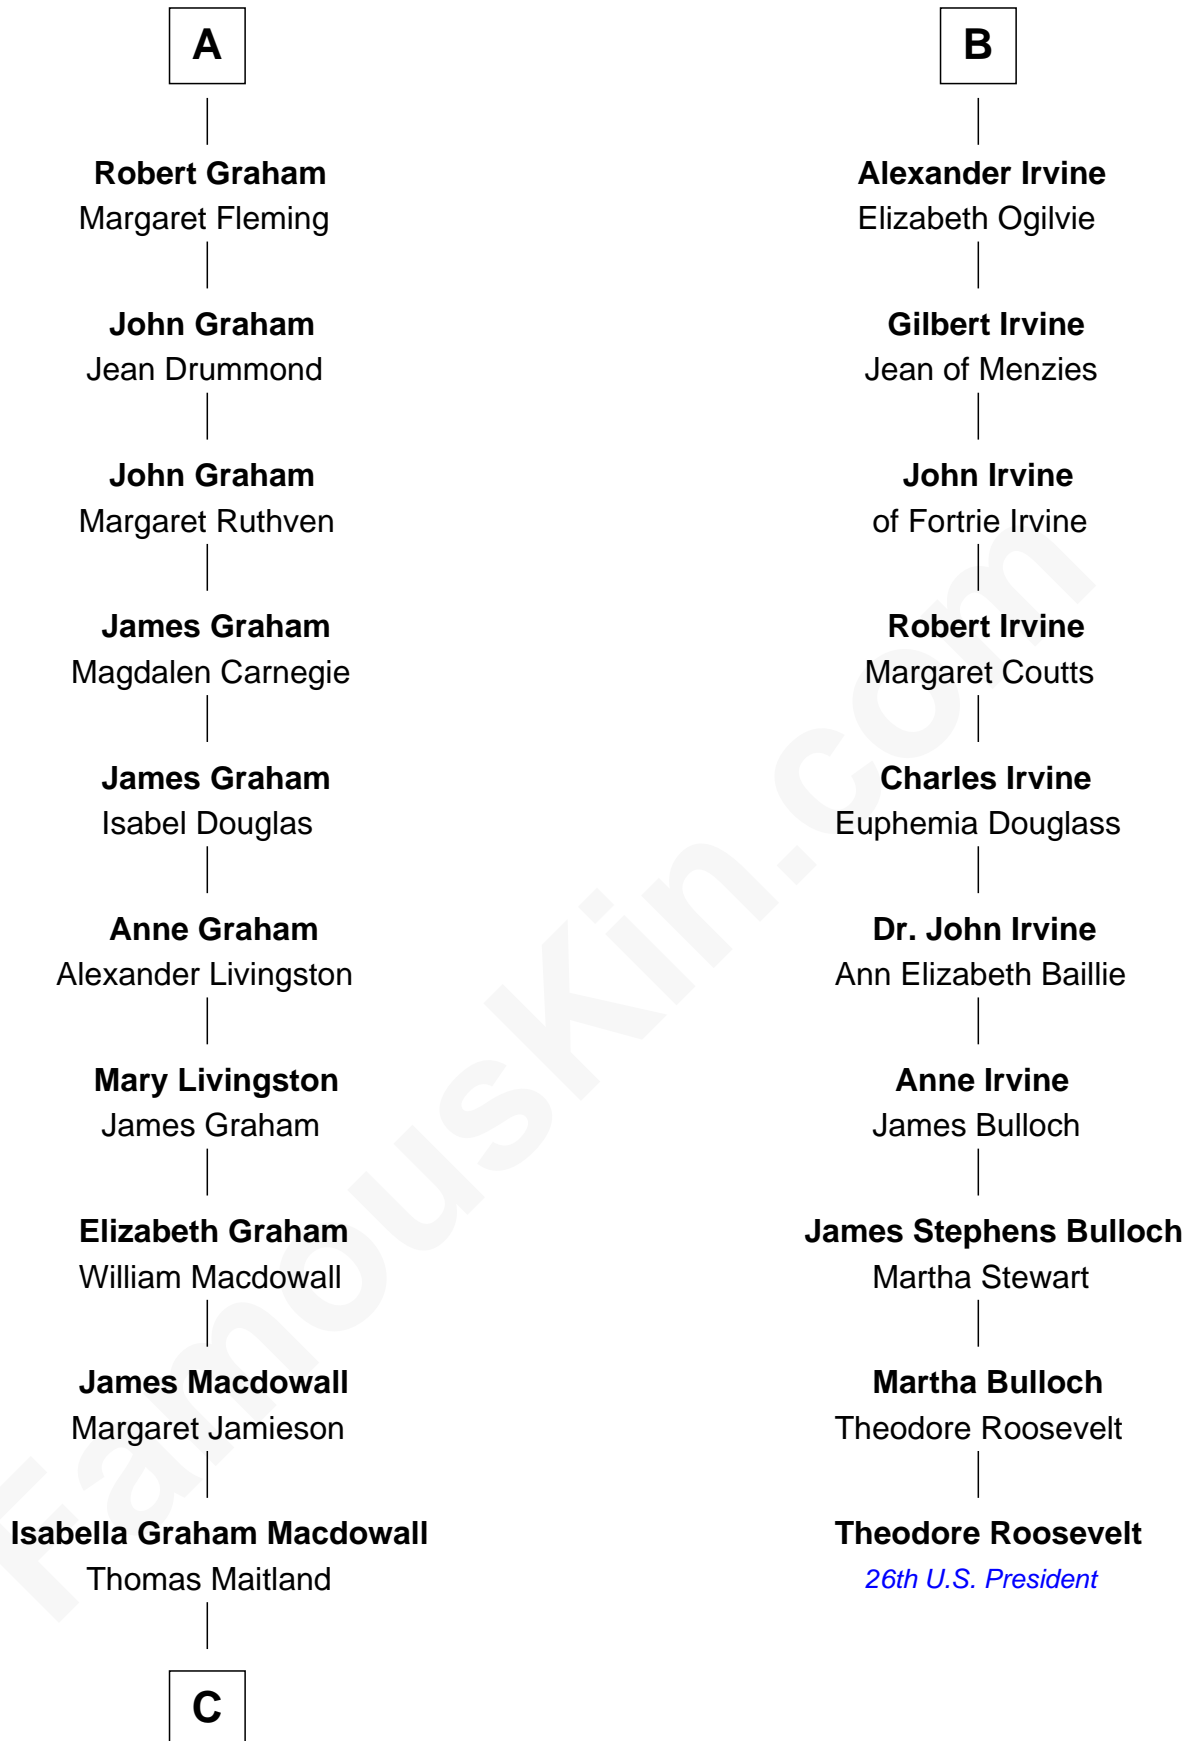 A
Robert Graham
Margaret Fleming
John Graham
Jean Drummond
John Graham
Margaret Ruthven
James Graham
Magdalen Carnegie
James Graham
Isabel Douglas
Anne Graham
Alexander Livingston
Mary Livingston
James Graham
Elizabeth Graham
William Macdowall
James Macdowall
Margaret Jamieson
Isabella Graham Macdowall
Thomas Maitland
C
B
Alexander Irvine
Elizabeth Ogilvie
Gilbert Irvine
Jean of Menzies
John Irvine
of Fortrie Irvine
Robert Irvine
Margaret Coutts
Charles Irvine
Euphemia Douglass
Dr. John Irvine
Ann Elizabeth Baillie
Anne Irvine
James Bulloch
James Stephens Bulloch
Martha Stewart
Martha Bulloch
Theodore Roosevelt
Theodore Roosevelt
26th U.S. President
FamousKin.com